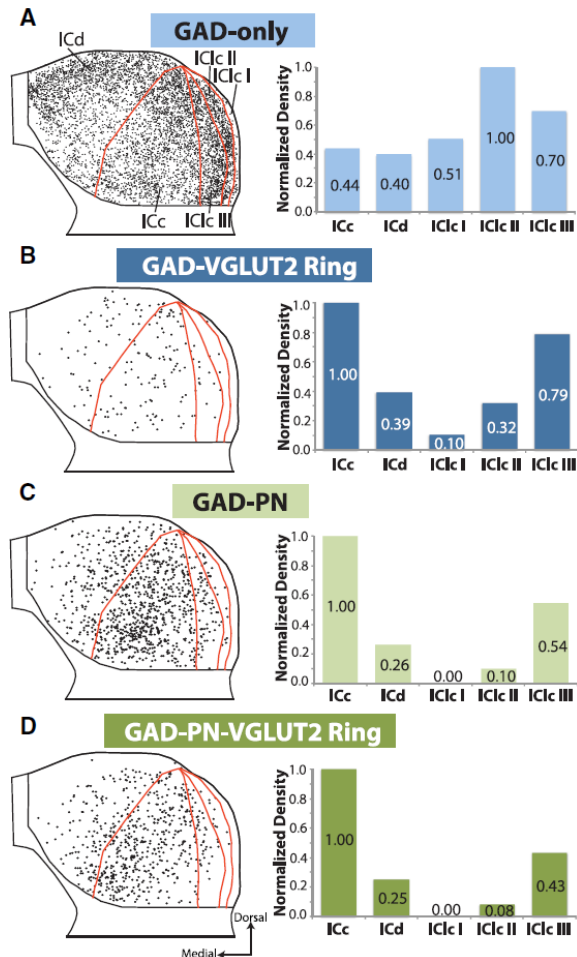 A
GAD-only
ICd
IClc II
IClc I
ICc
IClc III
Normalized Density
1.0
0.8
0.6
0.4
0.2
0.0
0.44
0.40
0.51
1.00
0.70
ICc ICd IClc I IClc II IClc III
B
GAD-VGLUT2 Ring
Normalized Density
1.0
0.8
0.6
0.4
0.2
0.0
1.00
0.39
0.10
0.32
0.79
ICc ICd IClc I IClc II IClc III
C
GAD-PN
Normalized Density
1.0
0.8
0.6
0.4
0.2
0.0
1.00
0.26
0.00
0.10
0.54
ICc ICd IClc I IClc II IClc III
D
GAD-PN-VGLUT2 Ring
Normalized Density
1.0
0.8
0.6
0.4
0.2
0.0
1.00
0.25
0.00
0.08
0.43
ICc ICd IClc I IClc II IClc III
Dorsal
Medial